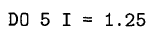 DO 5 I = 1.25